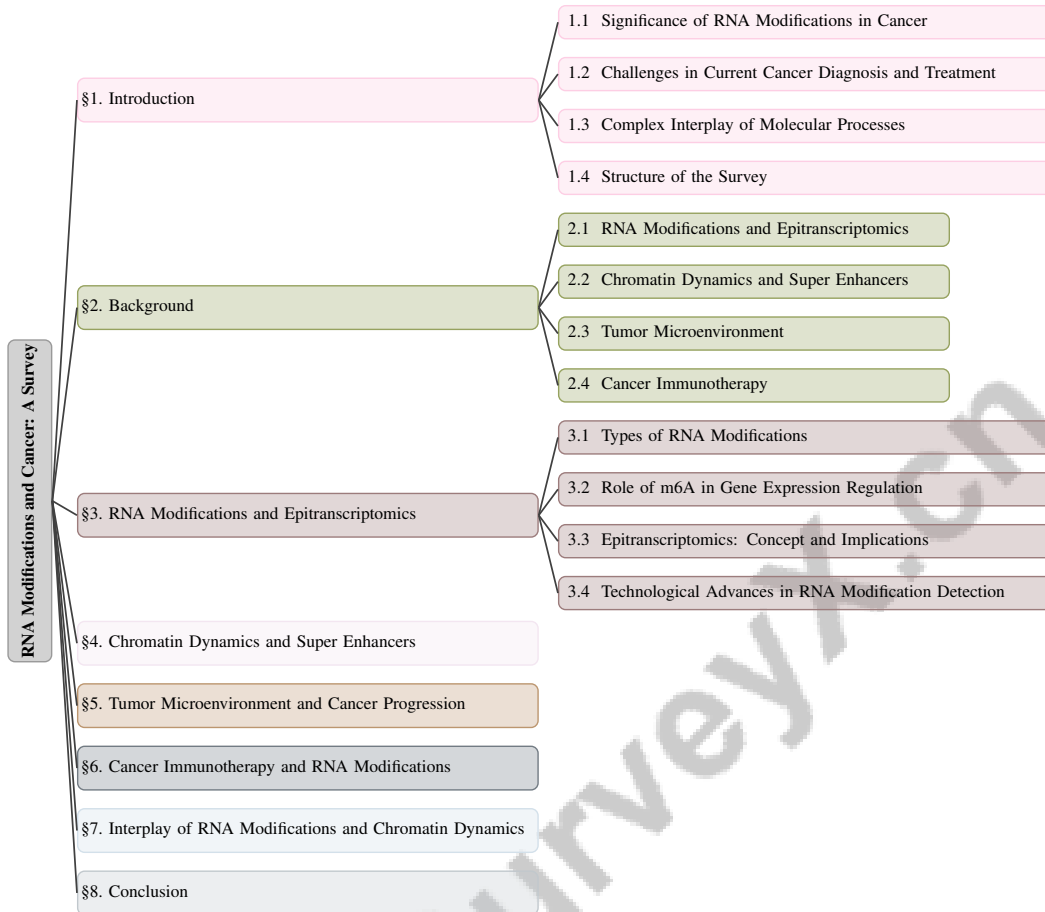 RNA Modifications and Cancer: A Survey
§1. Introduction
1.1 Significance of RNA Modifications in Cancer
1.2 Challenges in Current Cancer Diagnosis and Treatment
1.3 Complex Interplay of Molecular Processes
1.4 Structure of the Survey
§2. Background
2.1 RNA Modifications and Epitranscriptomics
2.2 Chromatin Dynamics and Super Enhancers
2.3 Tumor Microenvironment
2.4 Cancer Immunotherapy
§3. RNA Modifications and Epitranscriptomics
3.1 Types of RNA Modifications
3.2 Role of m6A in Gene Expression Regulation
3.3 Epitranscriptomics: Concept and Implications
3.4 Technological Advances in RNA Modification Detection
§4. Chromatin Dynamics and Super Enhancers
§5. Tumor Microenvironment and Cancer Progression
§6. Cancer Immunotherapy and RNA Modifications
§7. Interplay of RNA Modifications and Chromatin Dynamics
§8. Conclusion
urveyx.cn